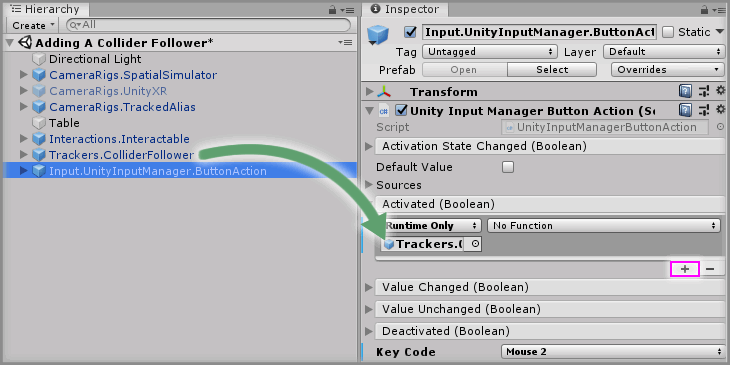 Hierarchy
Create
All
Adding A Collider Follower*
Directional Light
CameraRigs.SpatialSimulator
CameraRigs.UnityXR
CameraRigs.TrackedAlias
Table
Interactions.Interactable
Trackers.ColliderFollower
Input.UnityInputManager.ButtonAction
Inspector
Input.UnityInputManager.ButtonAct
Static
Tag Untagged Layer Default
Prefab Open Select Overrides
Transform
Unity Input Manager Button Action (Sc
Script UnityInputManagerButtonAction
Activation State Changed (Boolean)
Default Value
Sources
Activated (Boolean)
Runtime Only No Function
Trackers.C
Value Changed (Boolean)
Value Unchanged (Boolean)
Deactivated (Boolean)
Key Code Mouse 2